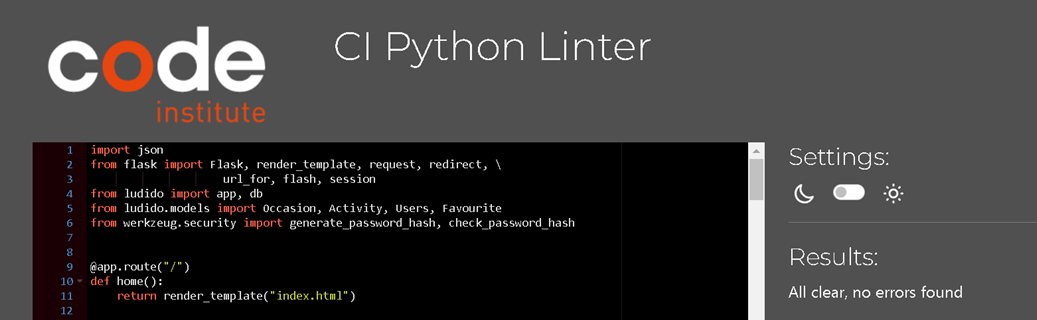 code
institute
CI Python Linter
1 import json
2 from flask import Flask, render_template, request, redirect, \
3 url_for, flash, session
4 from ludido import app, db
5 from ludido.models import Occasion, Activity, Users, Favourite
6 from werkzeug.security import generate_password_hash, check_password_hash
7
8
9 @app.route("/")
10 def home():
11 return render_template("index.html")
12
Settings:
Results:
All clear, no errors found